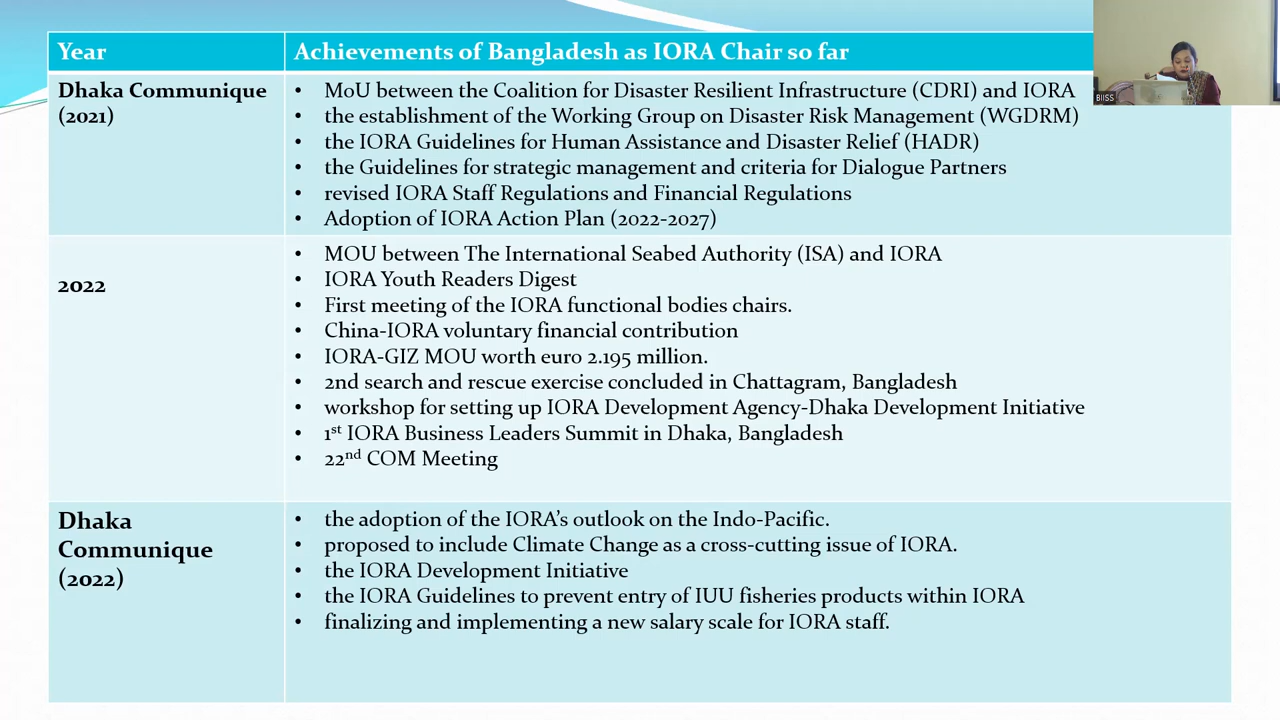 Year
Achievements of Bangladesh as IORA Chair so far
Dhaka Communique
(2021)
• MoU between the Coalition for Disaster Resilient Infrastructure (CDRI) and IORA
• the establishment of the Working Group on Disaster Risk Management (WGDRM)
• the IORA Guidelines for Human Assistance and Disaster Relief (HADR)
• the Guidelines for strategic management and criteria for Dialogue Partners
• revised IORA Staff Regulations and Financial Regulations
• Adoption of IORA Action Plan (2022-2027)
2022
• MOU between The International Seabed Authority (ISA) and IORA
• IORA Youth Readers Digest
• First meeting of the IORA functional bodies chairs.
• China-IORA voluntary financial contribution
• IORA-GIZ MOU worth euro 2.195 million.
• 2nd search and rescue exercise concluded in Chattagram, Bangladesh
• workshop for setting up IORA Development Agency-Dhaka Development Initiative
• 1st IORA Business Leaders Summit in Dhaka, Bangladesh
• 22nd COM Meeting
Dhaka
Communique
(2022)
• the adoption of the IORA's outlook on the Indo-Pacific.
• proposed to include Climate Change as a cross-cutting issue of IORA.
• the IORA Development Initiative
• the IORA Guidelines to prevent entry of IUU fisheries products within IORA
• finalizing and implementing a new salary scale for IORA staff.
BIISS